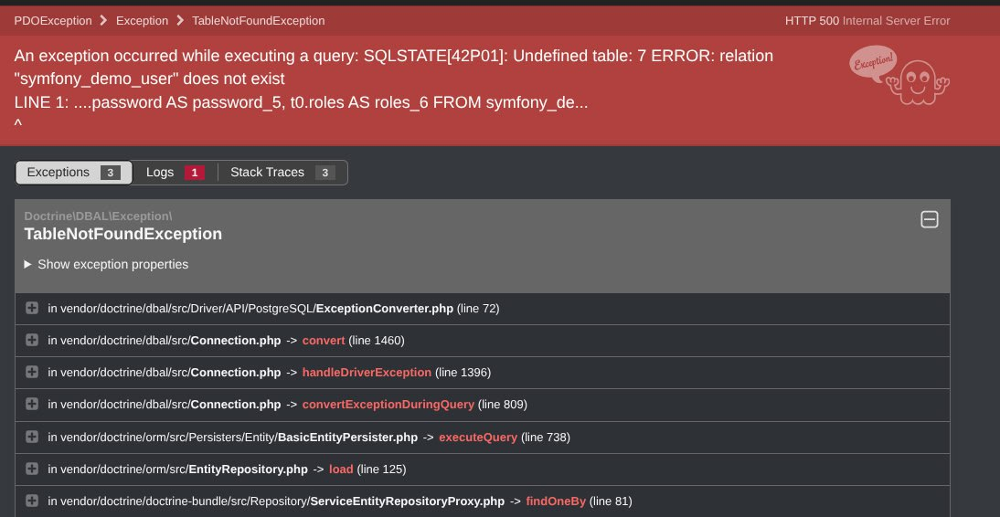 PDOException > Exception > TableNotFoundException HTTP 500 Internal Server Error
An exception occurred while executing a query: SQLSTATE[42P01]: Undefined table: 7 ERROR: relation
"symfony_demo_user" does not exist
LINE 1: ....password AS password_5, t0.roles AS roles_6 FROM symfony_de...
^
Exception!
Exceptions 3 Logs 1 Stack Traces 3
Doctrine\DBAL\Exception\
TableNotFoundException
Show exception properties
in vendor/doctrine/dbal/src/Driver/API/PostgreSQL/ExceptionConverter.php (line 72)
in vendor/doctrine/dbal/src/Connection.php -> convert (line 1460)
in vendor/doctrine/dbal/src/Connection.php -> handleDriverException (line 1396)
in vendor/doctrine/dbal/src/Connection.php -> convertExceptionDuringQuery (line 809)
in vendor/doctrine/orm/src/Persisters/Entity/BasicEntityPersister.php -> executeQuery (line 738)
in vendor/doctrine/orm/src/EntityRepository.php -> load (line 125)
in vendor/doctrine/doctrine-bundle/src/Repository/ServiceEntityRepositoryProxy.php -> findOneBy (line 81)